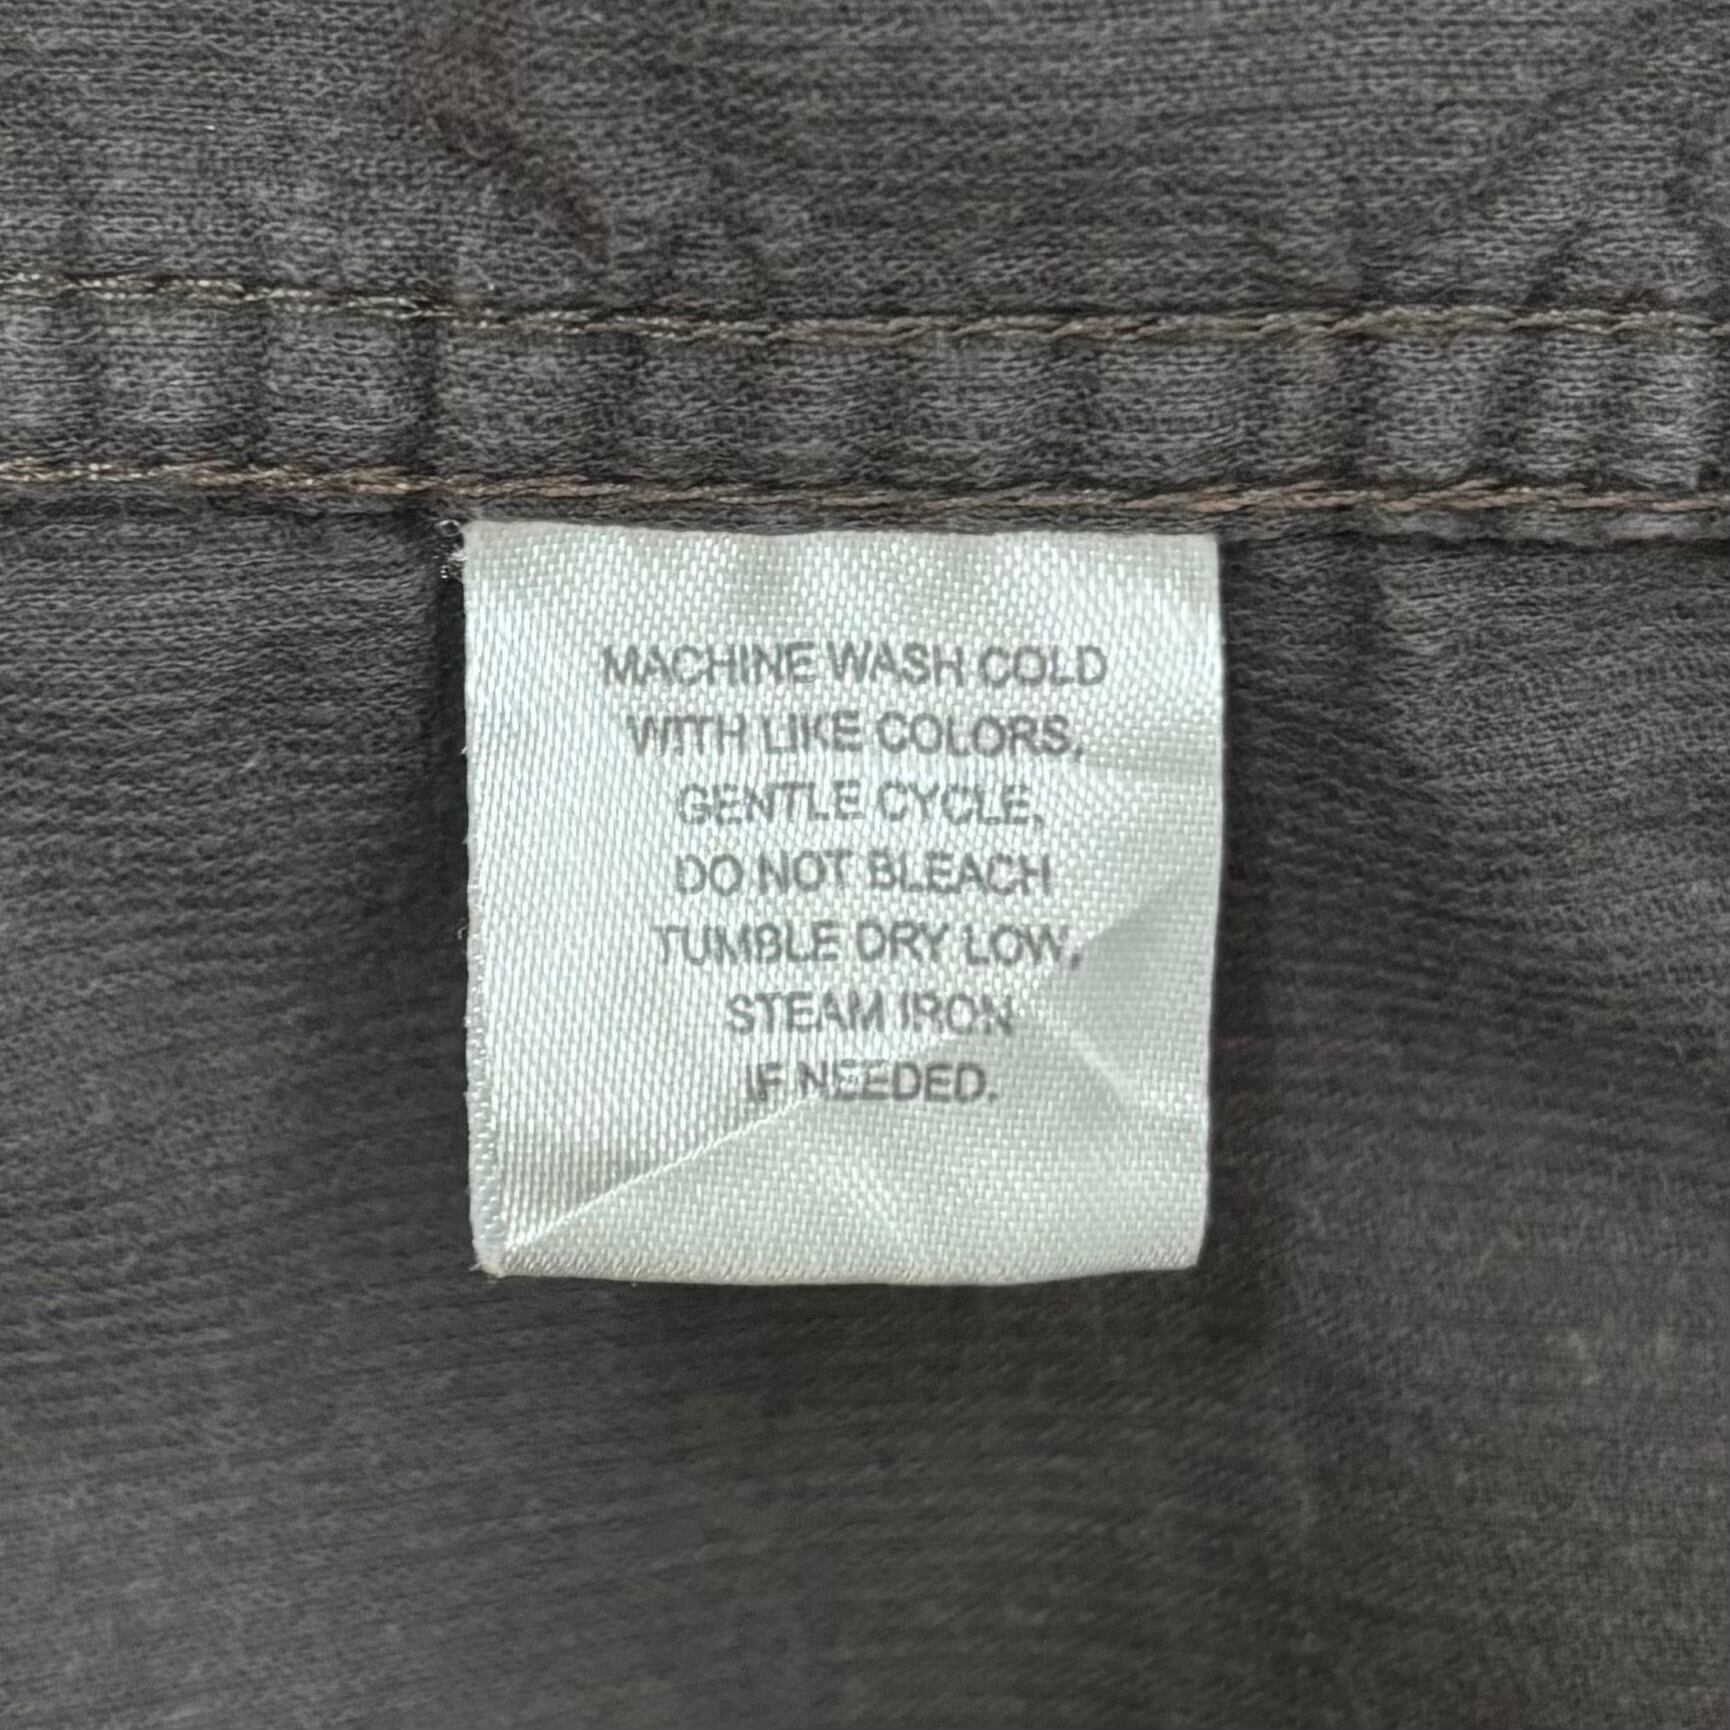 MACHINE WASH COLD
WITH LIKE COLORS,
GENTLE CYCLE,
DO NOT BLEACH
TUMBLE DRY LOW,
STEAM IRON
IF NEEDED.